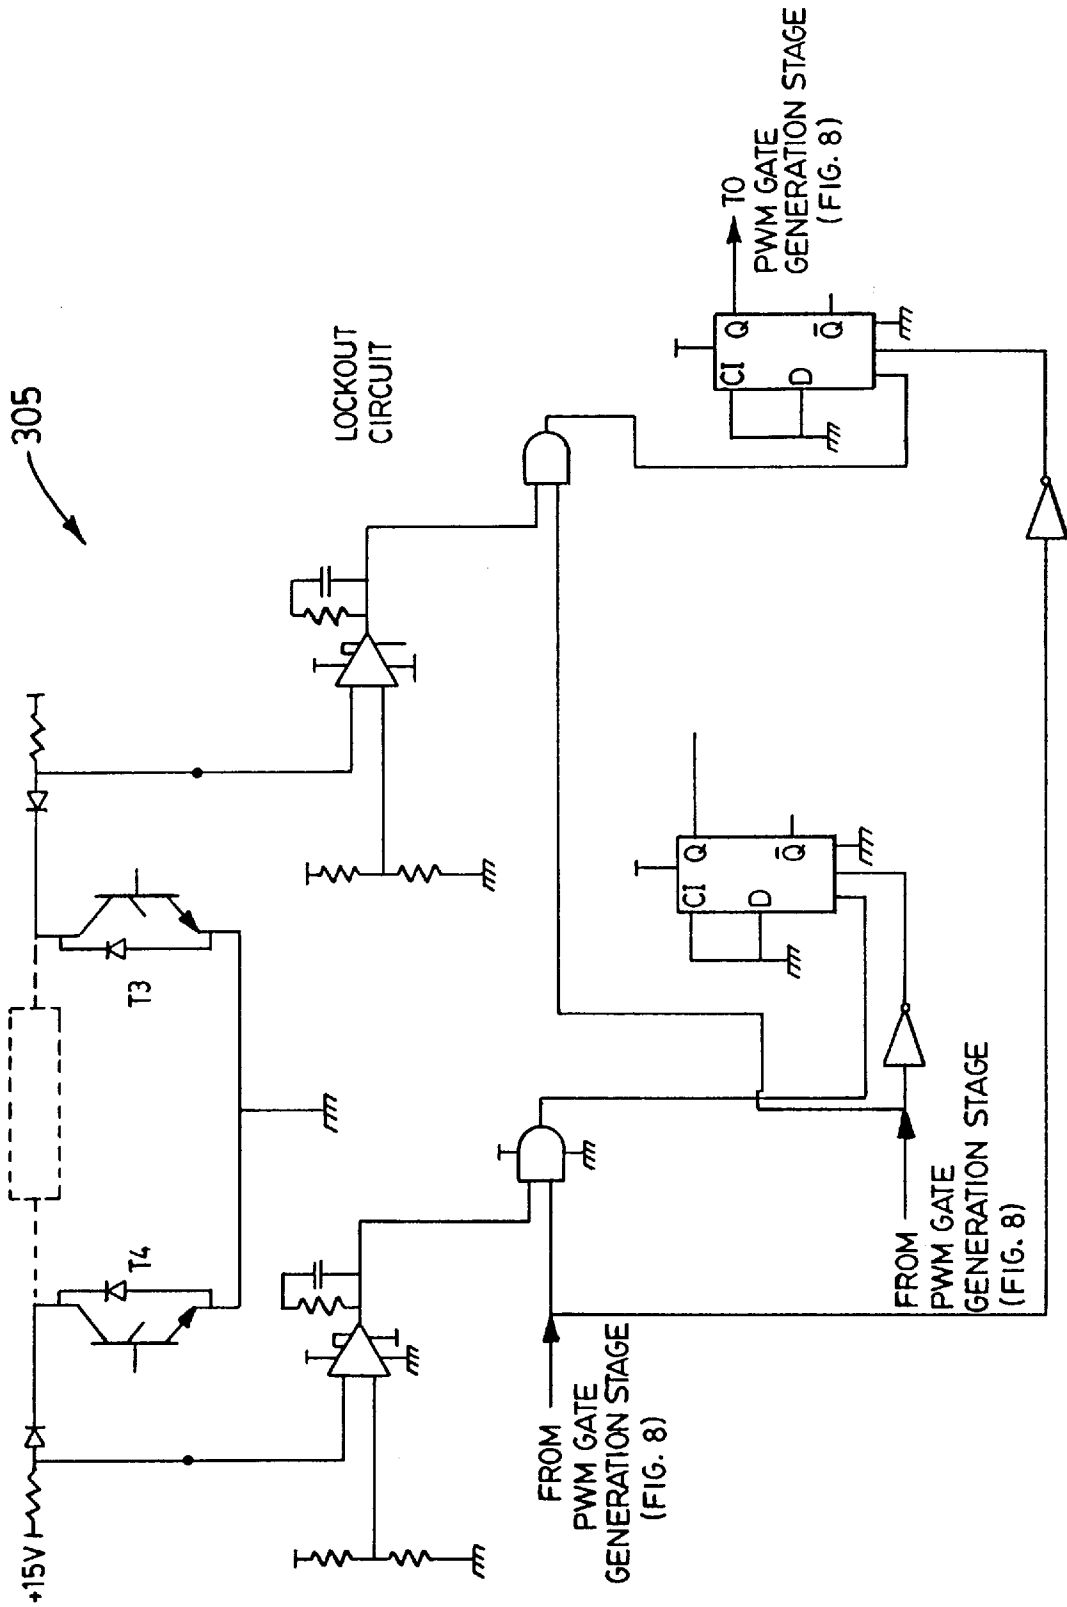 305
+15V
T4
T3
LOCKOUT
CIRCUIT
FROM
PWM GATE
GENERATION STAGE
(FIG. 8)
FROM
PWM GATE
GENERATION STAGE
(FIG. 8)
CI
Q
D
Q̅
CI
Q
D
Q̅
TO
PWM GATE
GENERATION STAGE
(FIG. 8)